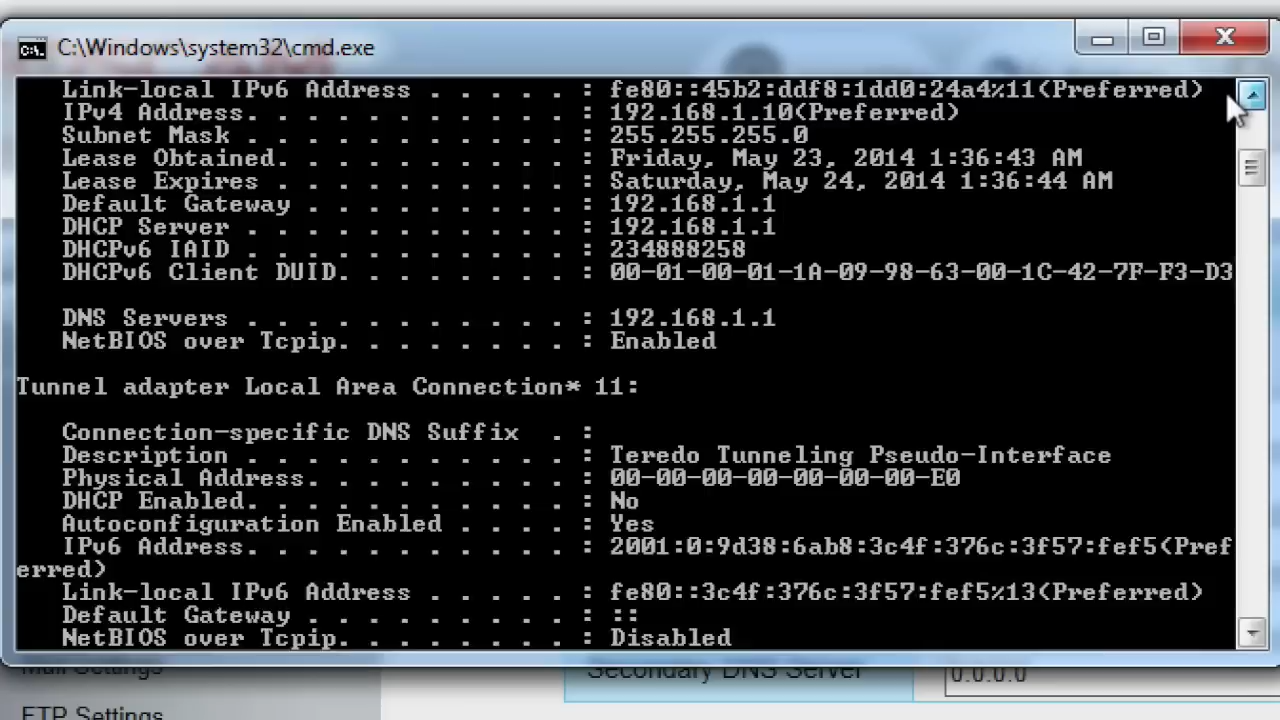 C:\Windows\system32\cmd.exe
Link-local IPv6 Address . . . . . : fe80::45b2:ddf8:1dd0:24a4%11(Preferred)
IPv4 Address. . . . . . . . . . . : 192.168.1.10(Preferred)
Subnet Mask . . . . . . . . . . . : 255.255.255.0
Lease Obtained. . . . . . . . . . : Friday, May 23, 2014 1:36:43 AM
Lease Expires . . . . . . . . . . : Saturday, May 24, 2014 1:36:44 AM
Default Gateway . . . . . . . . . : 192.168.1.1
DHCP Server . . . . . . . . . . . : 192.168.1.1
DHCPv6 IAID . . . . . . . . . . . : 234888258
DHCPv6 Client DUID. . . . . . . . : 00-01-00-01-1A-09-98-63-00-1C-42-7F-F3-D3
DNS Servers . . . . . . . . . . . : 192.168.1.1
NetBIOS over Tcpip. . . . . . . . : Enabled
Tunnel adapter Local Area Connection* 11:
Connection-specific DNS Suffix  . :
Description . . . . . . . . . . . : Teredo Tunneling Pseudo-Interface
Physical Address. . . . . . . . . : 00-00-00-00-00-00-00-E0
DHCP Enabled. . . . . . . . . . . : No
Autoconfiguration Enabled . . . . : Yes
IPv6 Address. . . . . . . . . . . : 2001:0:9d38:6ab8:3c4f:376c:3f57:fef5(Pref
erred)
Link-local IPv6 Address . . . . . : fe80::3c4f:376c:3f57:fef5%13(Preferred)
Default Gateway . . . . . . . . . : ::
NetBIOS over Tcpip. . . . . . . . : Disabled
Mail Settings
Secondary DNS Server
0.0.0.0
FTP Settings